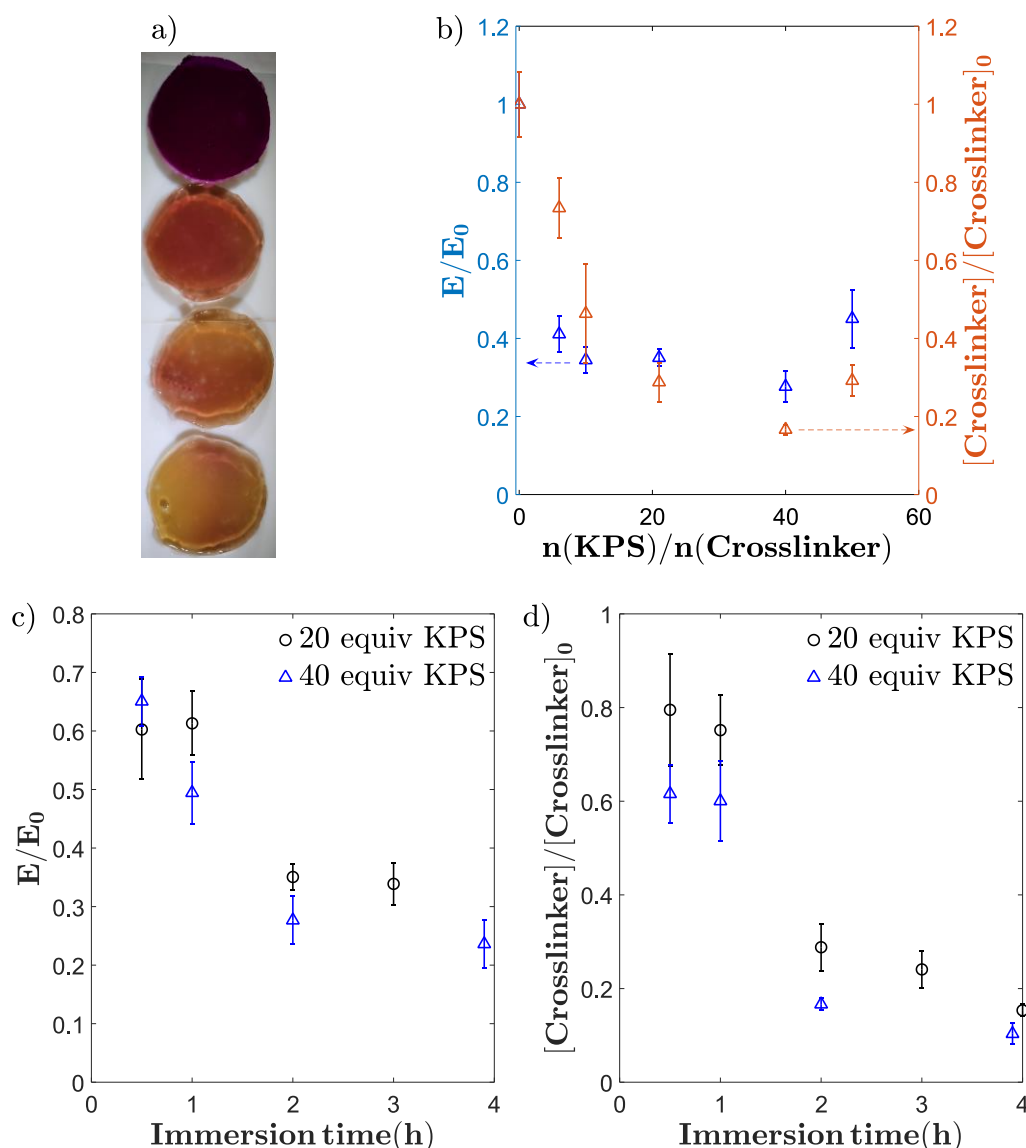 a)
b)
1.2
1
0.8
0.6
0.4
0.2
0
E/E₀
1.2
1
0.8
0.6
0.4
0.2
0
[Crosslinker]/[Crosslinker]₀
0 20 40 60
n(KPS)/n(Crosslinker)
c)
0.8
0.7
0.6
0.5
0.4
0.3
0.2
0.1
0
E/E₀
20 equiv KPS
40 equiv KPS
0 1 2 3 4
Immersion time(h)
d)
1
0.8
0.6
0.4
0.2
0
[Crosslinker]/[Crosslinker]₀
20 equiv KPS
40 equiv KPS
0 1 2 3 4
Immersion time(h)